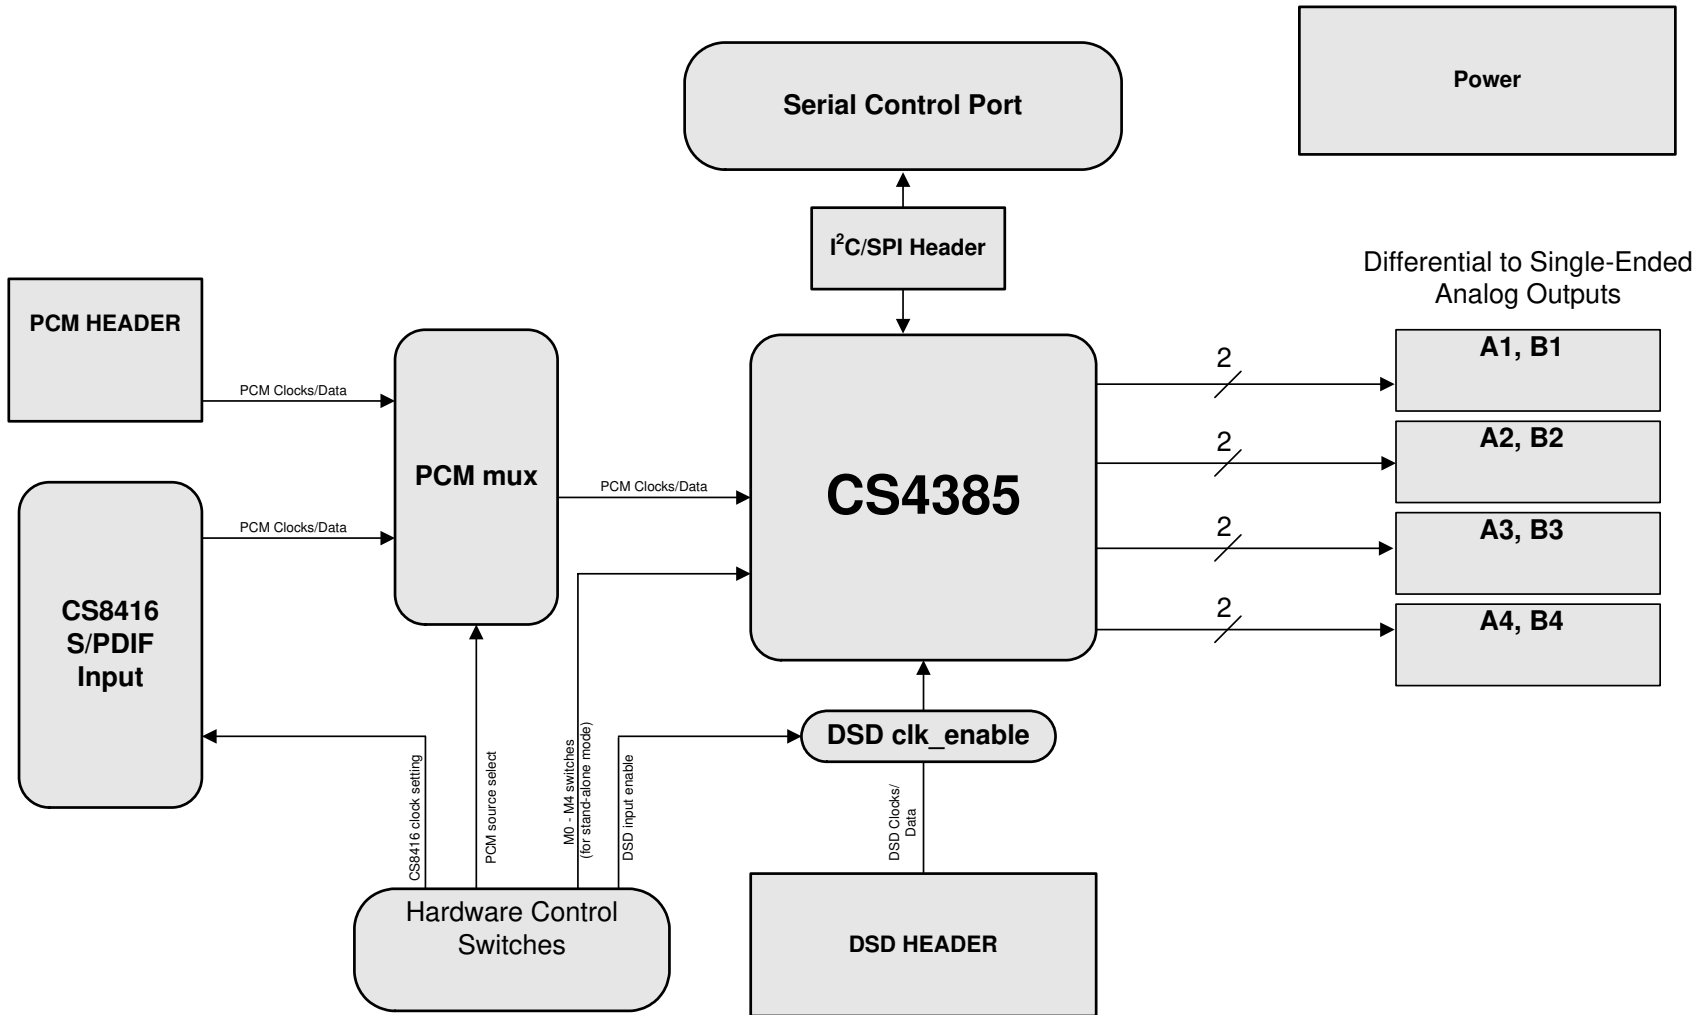 Power
Serial Control Port
I²C/SPI Header
Differential to Single-Ended
Analog Outputs
PCM HEADER
PCM Clocks/Data
PCM mux
PCM Clocks/Data
CS8416
S/PDIF
Input
PCM Clocks/Data
CS4385
2
A1, B1
2
A2, B2
2
A3, B3
2
A4, B4
DSD clk_enable
CS8416 clock setting
PCM source select
M0 - M4 switches
(for stand-alone mode)
DSD input enable
DSD Clocks/
Data
Hardware Control
Switches
DSD HEADER